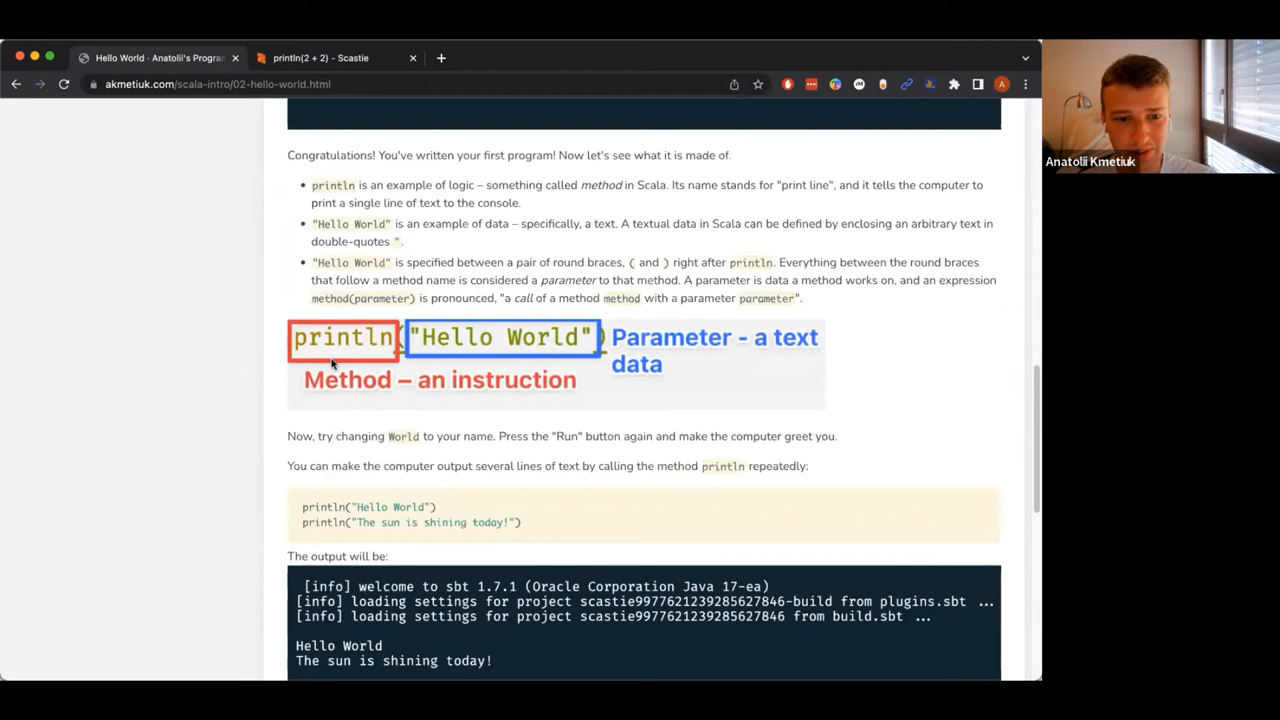 Hello World · Anatolii's Progra
println(2 + 2) - Scastie
akmetiuk.com/scala-intro/02-hello-world.html
A
Anatolii Kmetiuk
Congratulations! You've written your first program! Now let's see what it is made of.
• println is an example of logic – something called method in Scala. Its name stands for "print line", and it tells the computer to
print a single line of text to the console.
• "Hello World" is an example of data – specifically, a text. A textual data in Scala can be defined by enclosing an arbitrary text in
double-quotes ".
• "Hello World" is specified between a pair of round braces, ( and ) right after println. Everything between the round braces
that follow a method name is considered a parameter to that method. A parameter is data a method works on, and an expression
method(parameter) is pronounced, "a call of a method method with a parameter parameter".
println("Hello World") Parameter - a text
data
Method – an instruction
Now, try changing World to your name. Press the "Run" button again and make the computer greet you.
You can make the computer output several lines of text by calling the method println repeatedly:
println("Hello World")
println("The sun is shining today!")
The output will be:
[info] welcome to sbt 1.7.1 (Oracle Corporation Java 17-ea)
[info] loading settings for project scastie9977621239285627846-build from plugins.sbt ...
[info] loading settings for project scastie9977621239285627846 from build.sbt ...
Hello World
The sun is shining today!